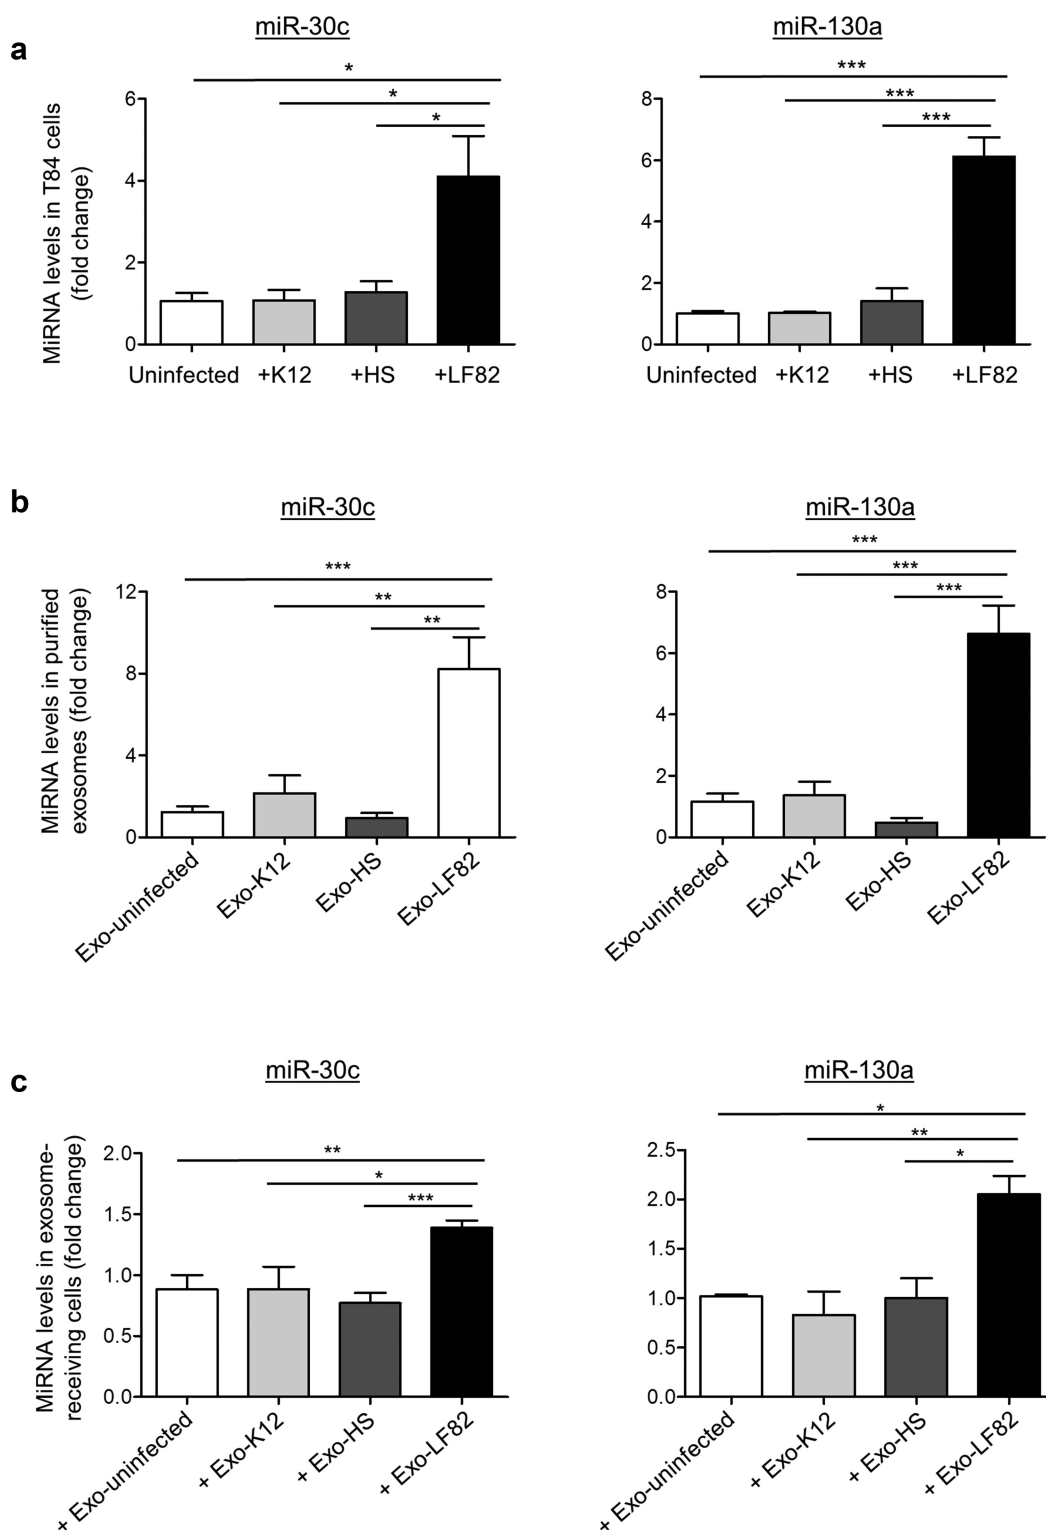 a
miR-30c
miR-130a
MiRNA levels in T84 cells
(fold change)
*
*
*
6
4
2
0
Uninfected +K12 +HS +LF82
***
***
***
8
6
4
2
0
Uninfected +K12 +HS +LF82
b
miR-30c
miR-130a
MiRNA levels in purified
exosomes (fold change)
***
**
**
12
8
4
0
Exo-uninfected
Exo-K12
Exo-HS
Exo-LF82
***
***
***
8
6
4
2
0
Exo-uninfected
Exo-K12
Exo-HS
Exo-LF82
c
miR-30c
miR-130a
MiRNA levels in exosome-
receiving cells (fold change)
**
*
***
2.0
1.5
1.0
0.5
0.0
+ Exo-uninfected
+ Exo-K12
+ Exo-HS
+ Exo-LF82
*
**
*
2.5
2.0
1.5
1.0
0.5
0.0
+ Exo-uninfected
+ Exo-K12
+ Exo-HS
+ Exo-LF82